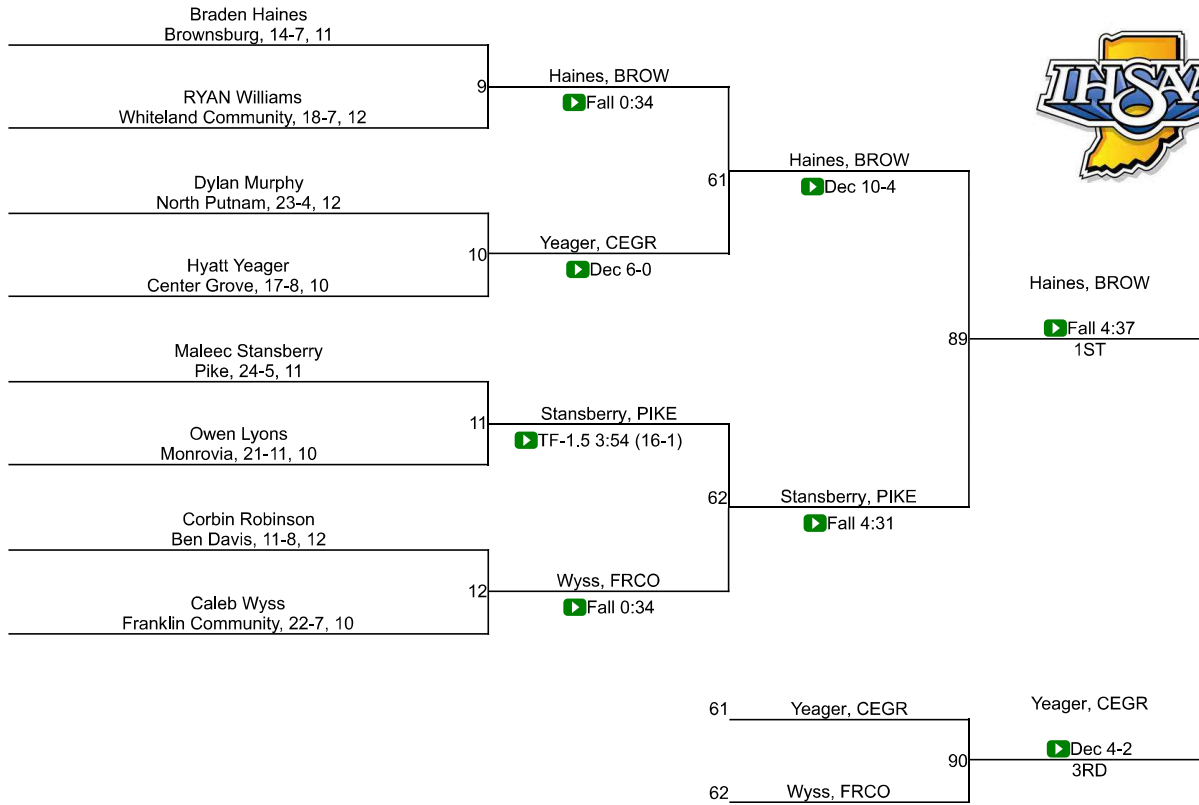 Braden Haines
Brownsburg, 14-7, 11
9
Haines, BROW
Fall 0:34
RYAN Williams
Whiteland Community, 18-7, 12
IHSAA
61
Haines, BROW
Dec 10-4
Dylan Murphy
North Putnam, 23-4, 12
10
Yeager, CEGR
Dec 6-0
Hyatt Yeager
Center Grove, 17-8, 10
89
Haines, BROW
Fall 4:37
1ST
Maleec Stansberry
Pike, 24-5, 11
11
Stansberry, PIKE
TF-1.5 3:54 (16-1)
Owen Lyons
Monrovia, 21-11, 10
62
Stansberry, PIKE
Fall 4:31
Corbin Robinson
Ben Davis, 11-8, 12
12
Wyss, FRCO
Fall 0:34
Caleb Wyss
Franklin Community, 22-7, 10
61
Yeager, CEGR
90
Yeager, CEGR
Dec 4-2
3RD
62
Wyss, FRCO